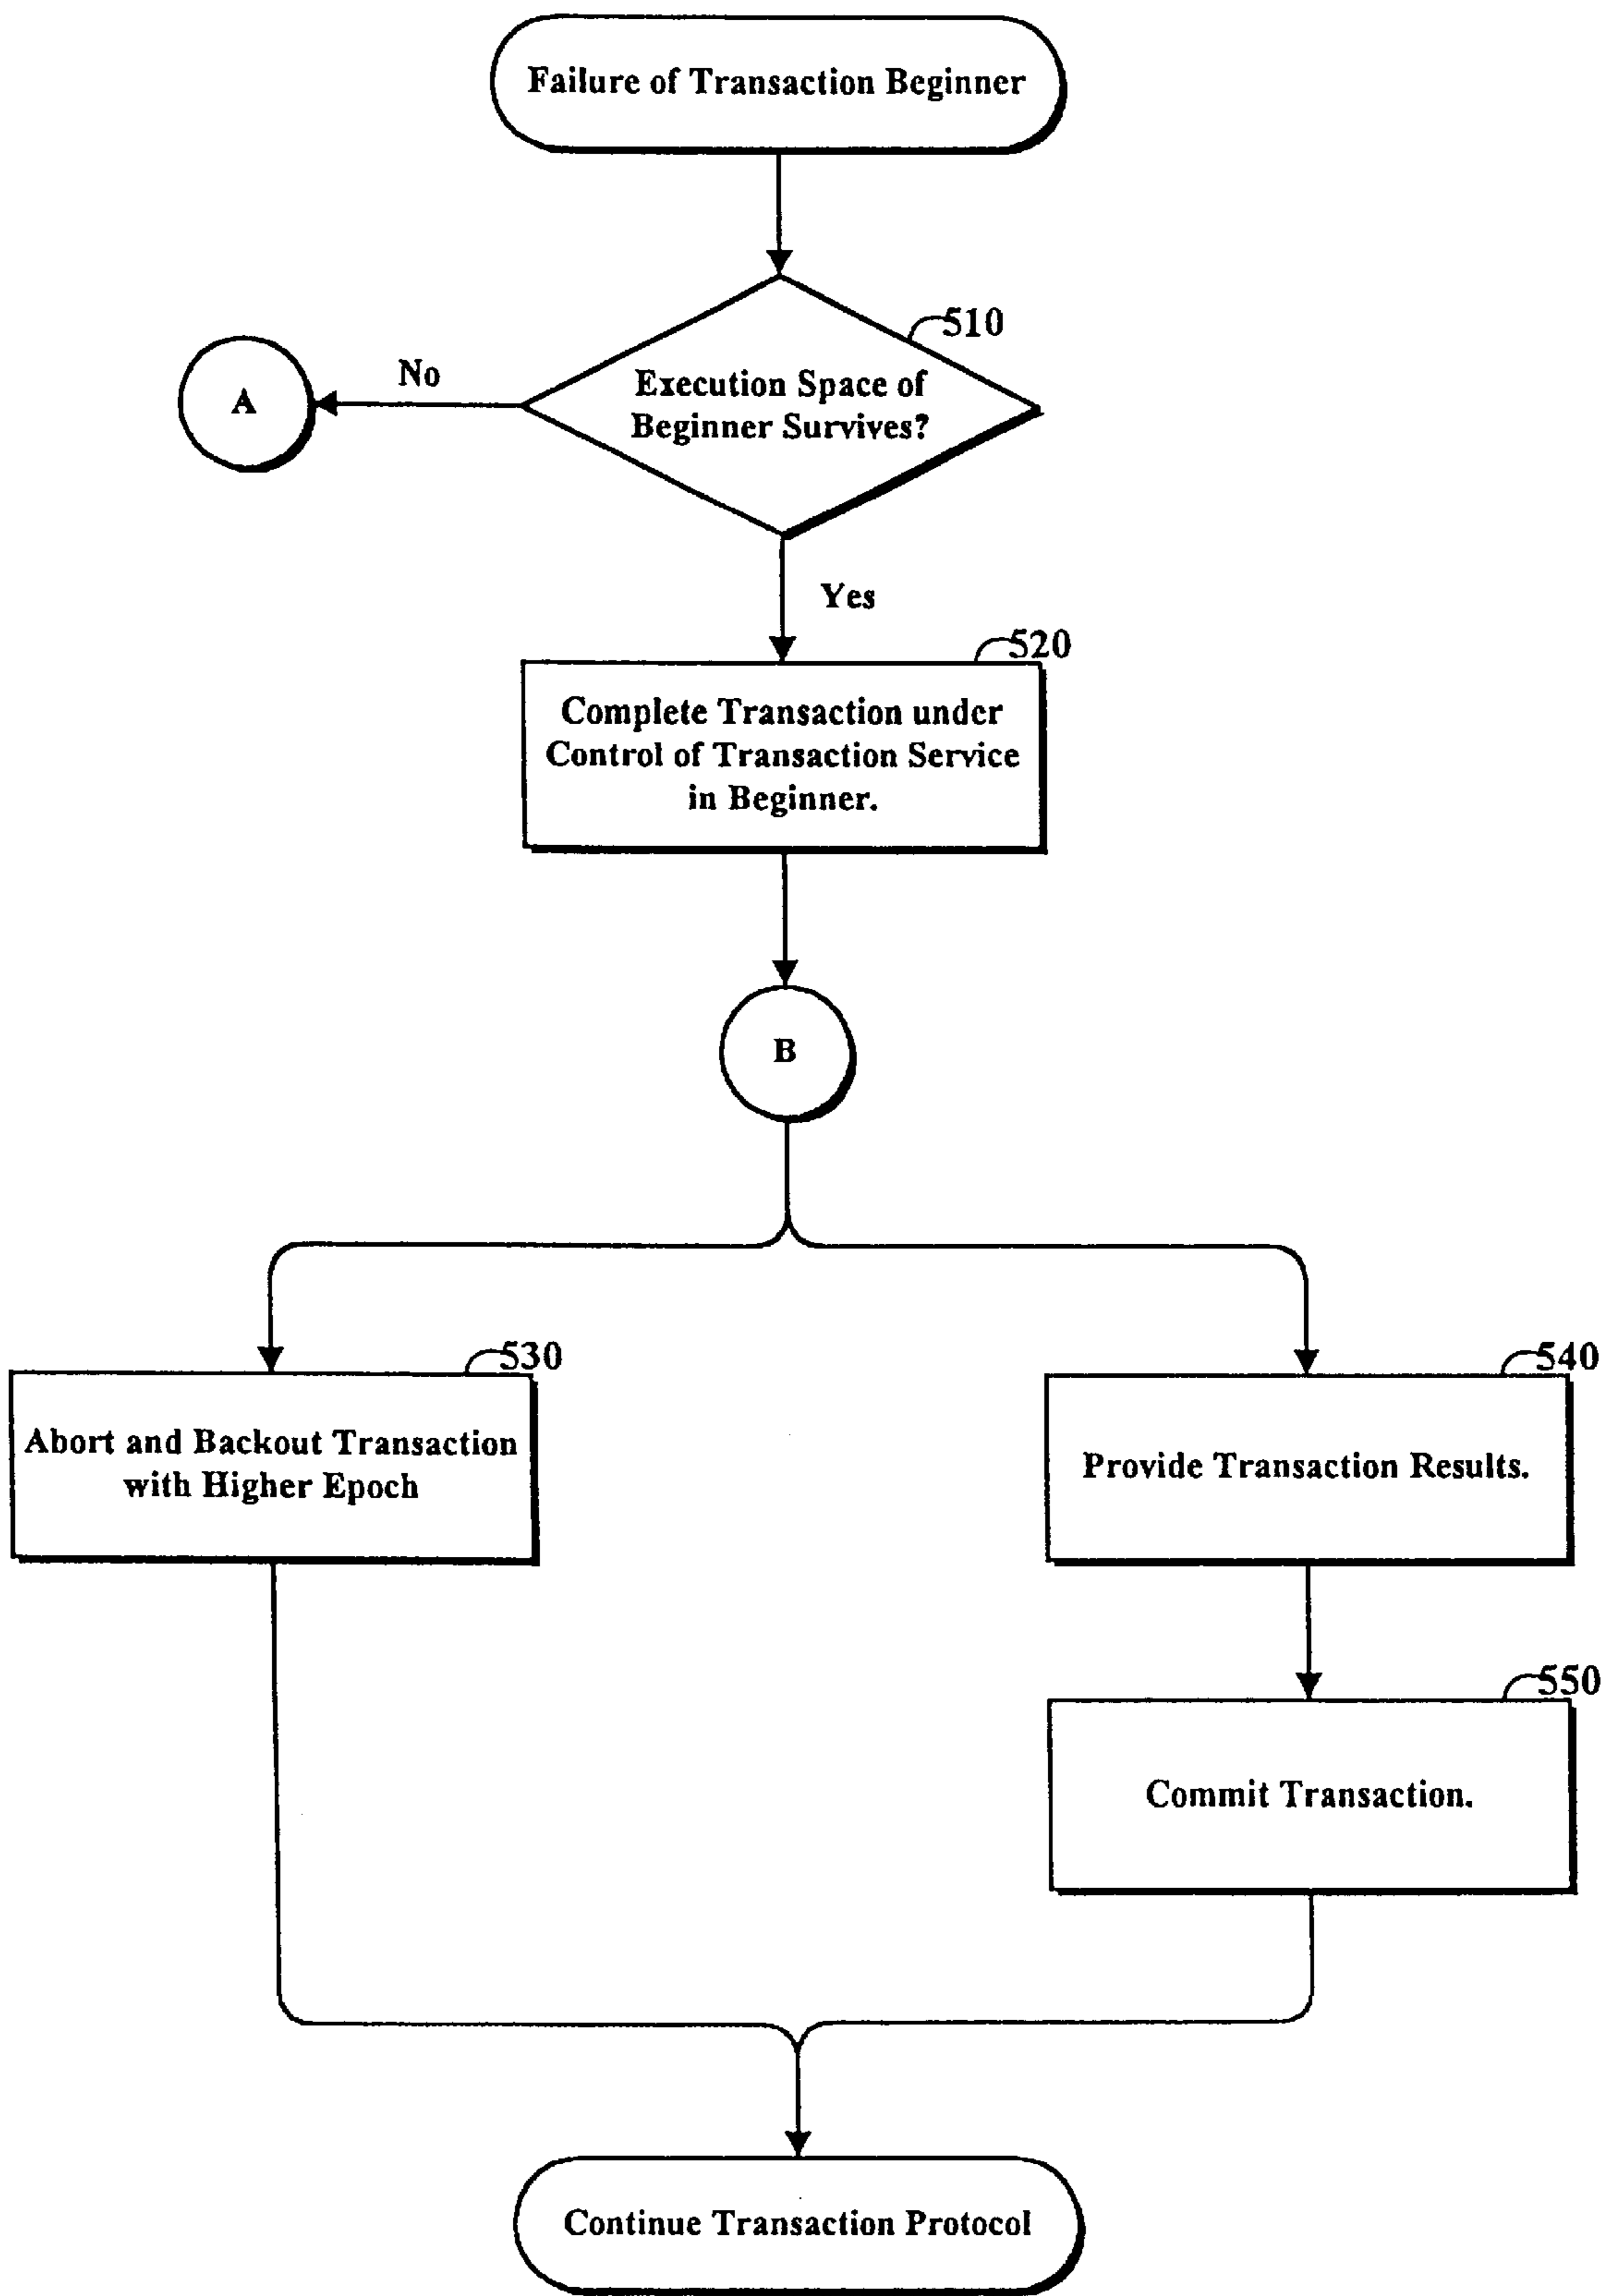 Failure of Transaction Beginner
510
Execution Space of
Beginner Survives?
No
A
Yes
520
Complete Transaction under
Control of Transaction Service
in Beginner.
B
530
Abort and Backout Transaction
with Higher Epoch
540
Provide Transaction Results.
550
Commit Transaction.
Continue Transaction Protocol